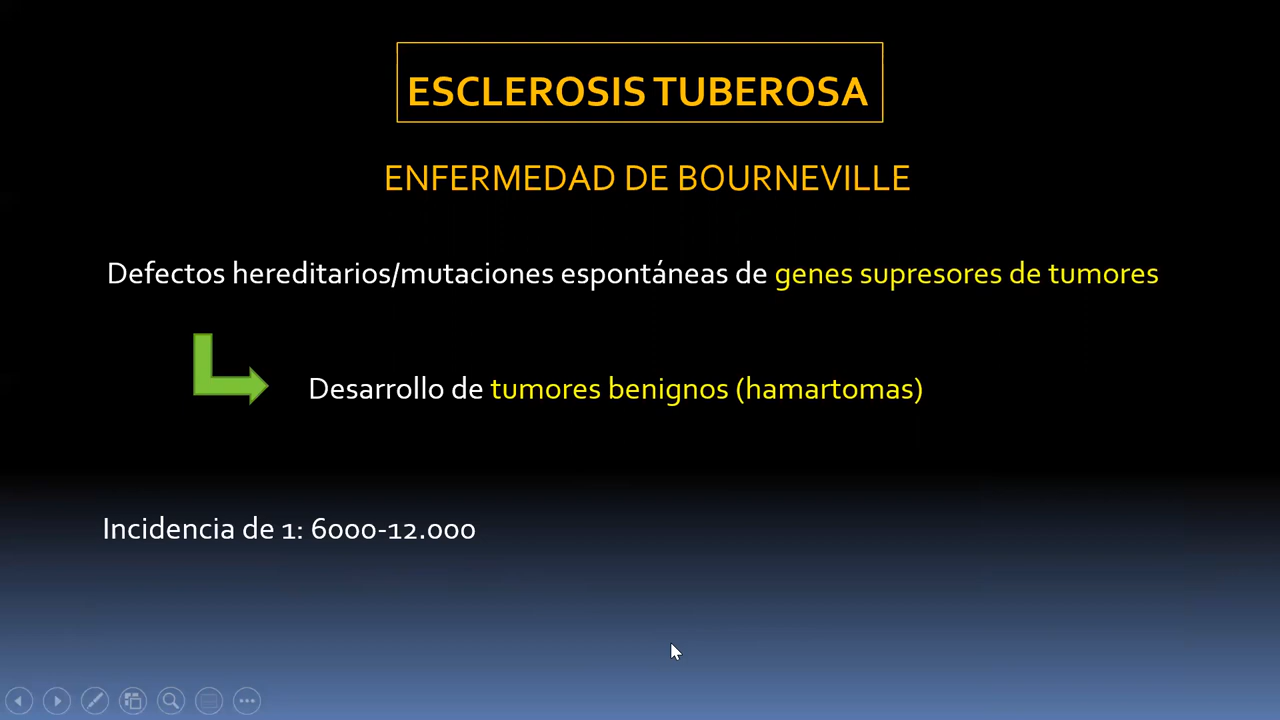 ESCLEROSIS TUBEROSA
ENFERMEDAD DE BOURNEVILLE
Defectos hereditarios/mutaciones espontáneas de genes supresores de tumores
Desarrollo de tumores benignos (hamartomas)
Incidencia de 1: 6000-12.000